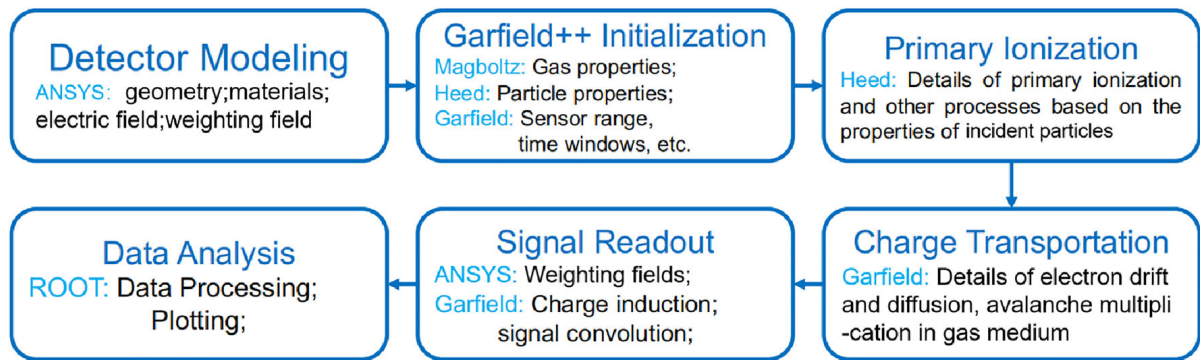 Detector Modeling
ANSYS: geometry;materials;
electric field;weighting field
Garfield++ Initialization
Magboltz: Gas properties;
Heed: Particle properties;
Garfield: Sensor range,
time windows, etc.
Primary Ionization
Heed: Details of primary ionization
and other processes based on the
properties of incident particles
Charge Transportation
Garfield: Details of electron drift
and diffusion, avalanche multipli
-cation in gas medium
Signal Readout
ANSYS: Weighting fields;
Garfield: Charge induction;
signal convolution;
Data Analysis
ROOT: Data Processing;
Plotting;